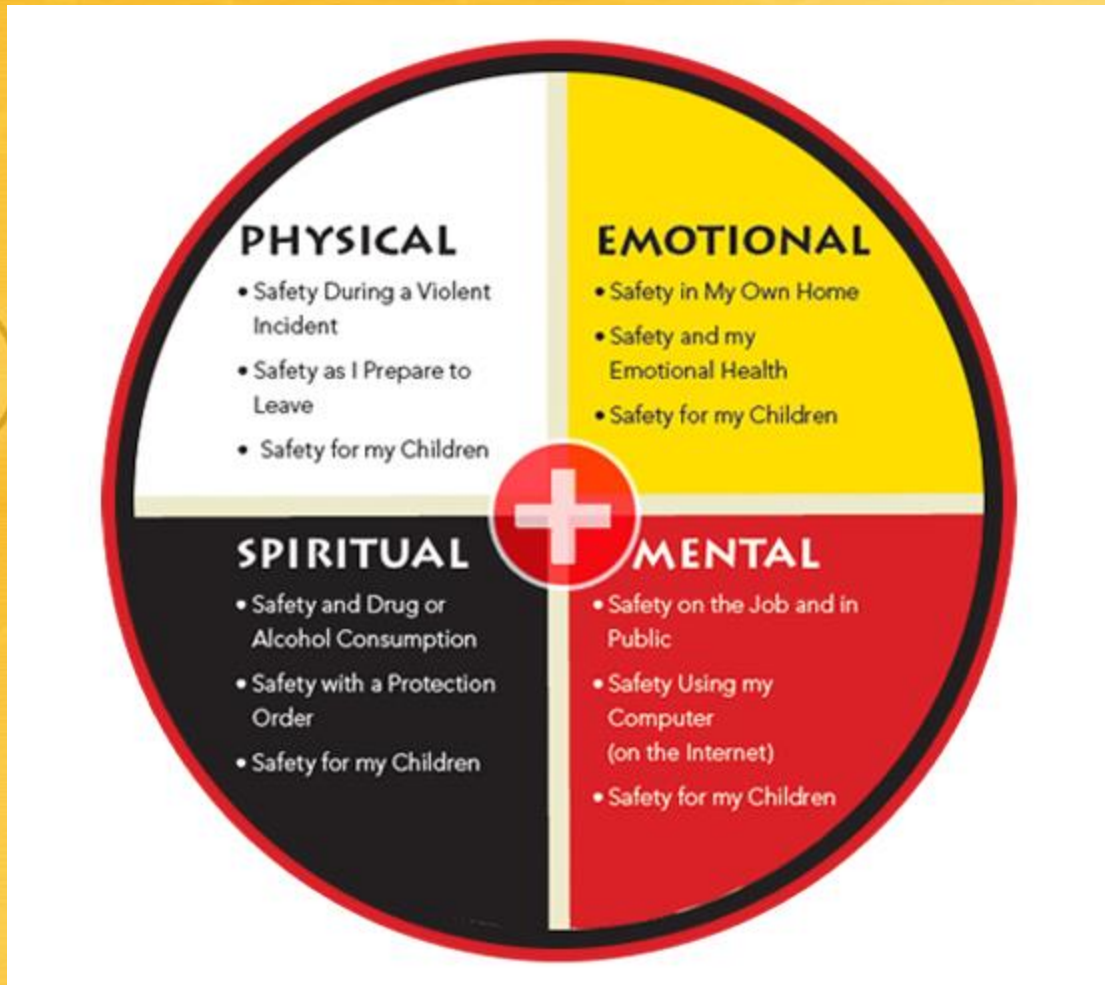 PHYSICAL
• Safety During a Violent
Incident
• Safety as I Prepare to
Leave
• Safety for my Children
EMOTIONAL
• Safety in My Own Home
• Safety and my
Emotional Health
• Safety for my Children
SPIRITUAL
• Safety and Drug or
Alcohol Consumption
• Safety with a Protection
Order
• Safety for my Children
MENTAL
• Safety on the Job and in
Public
• Safety Using my
Computer
(on the Internet)
• Safety for my Children